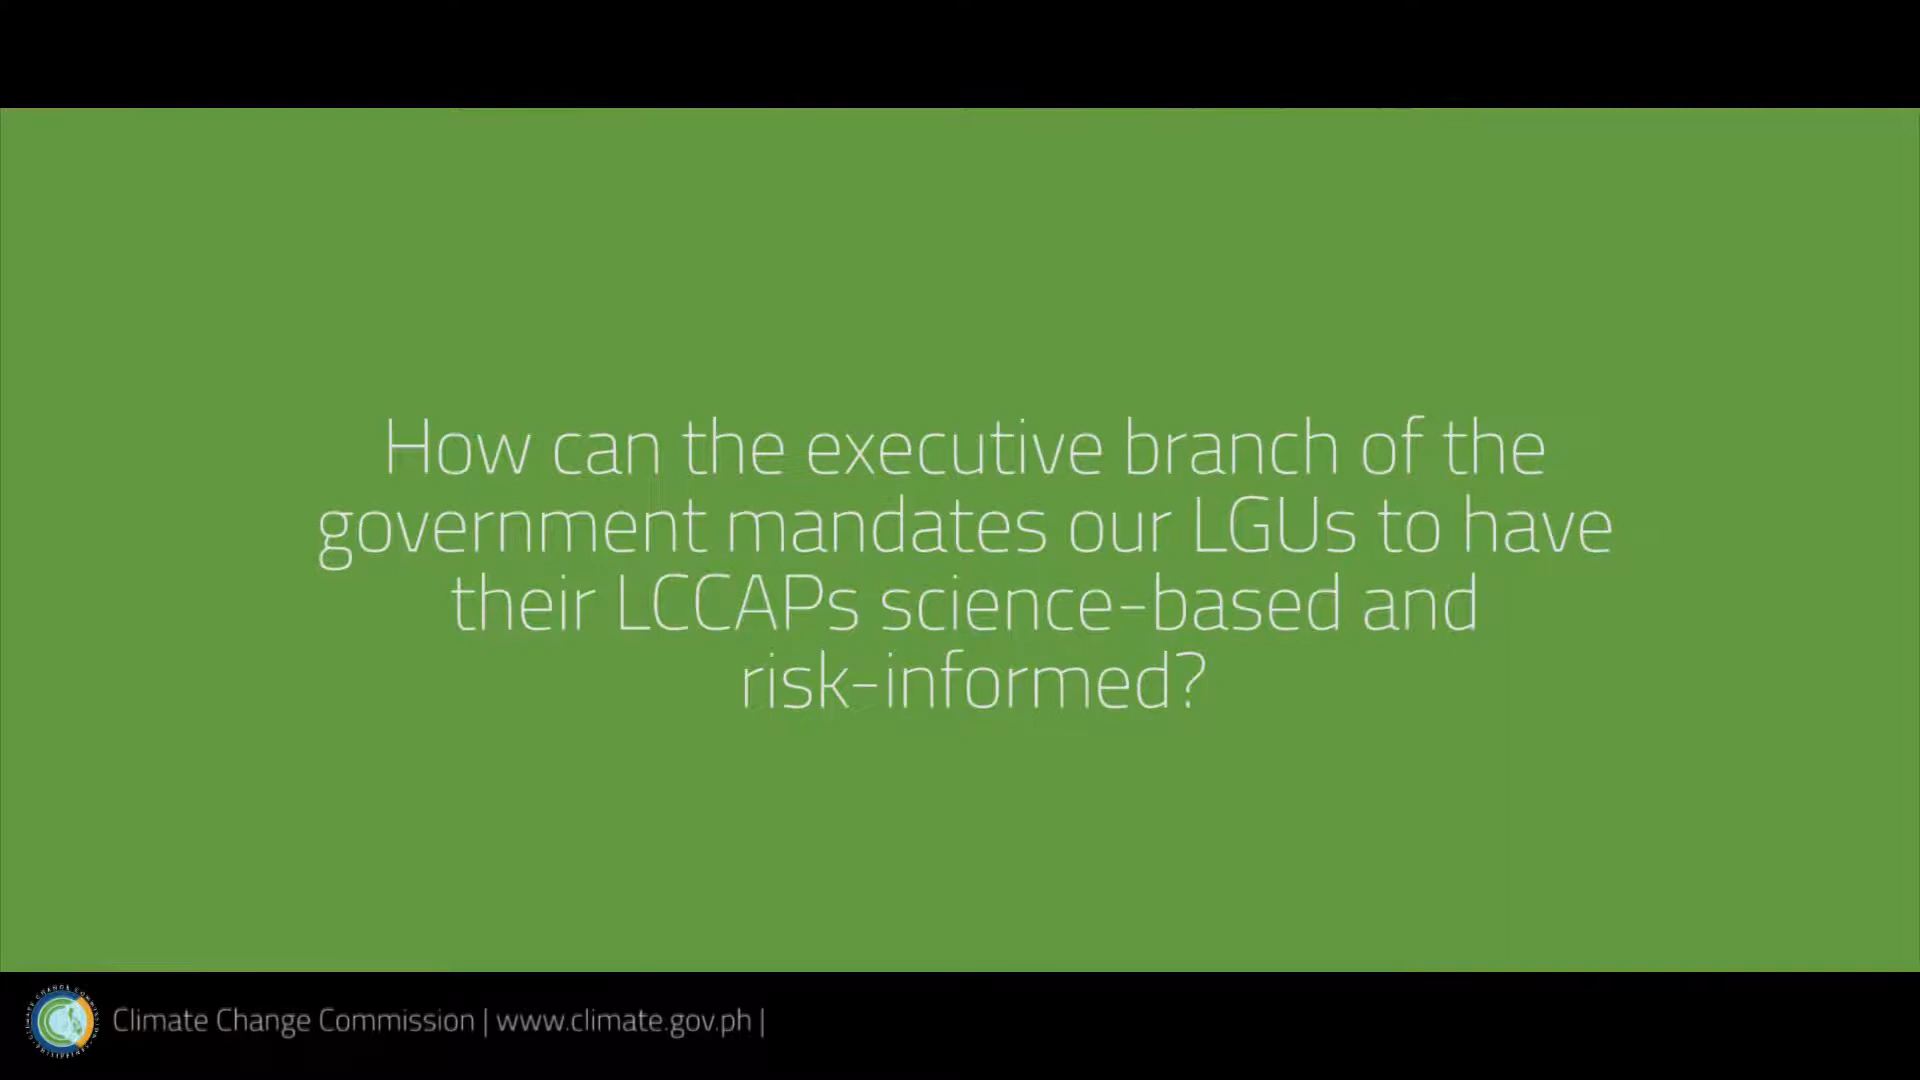 How can the executive branch of the
government mandates our LGUs to have
their LCCAPs science-based and
risk-informed?
Climate Change Commission | www.climate.gov.ph |